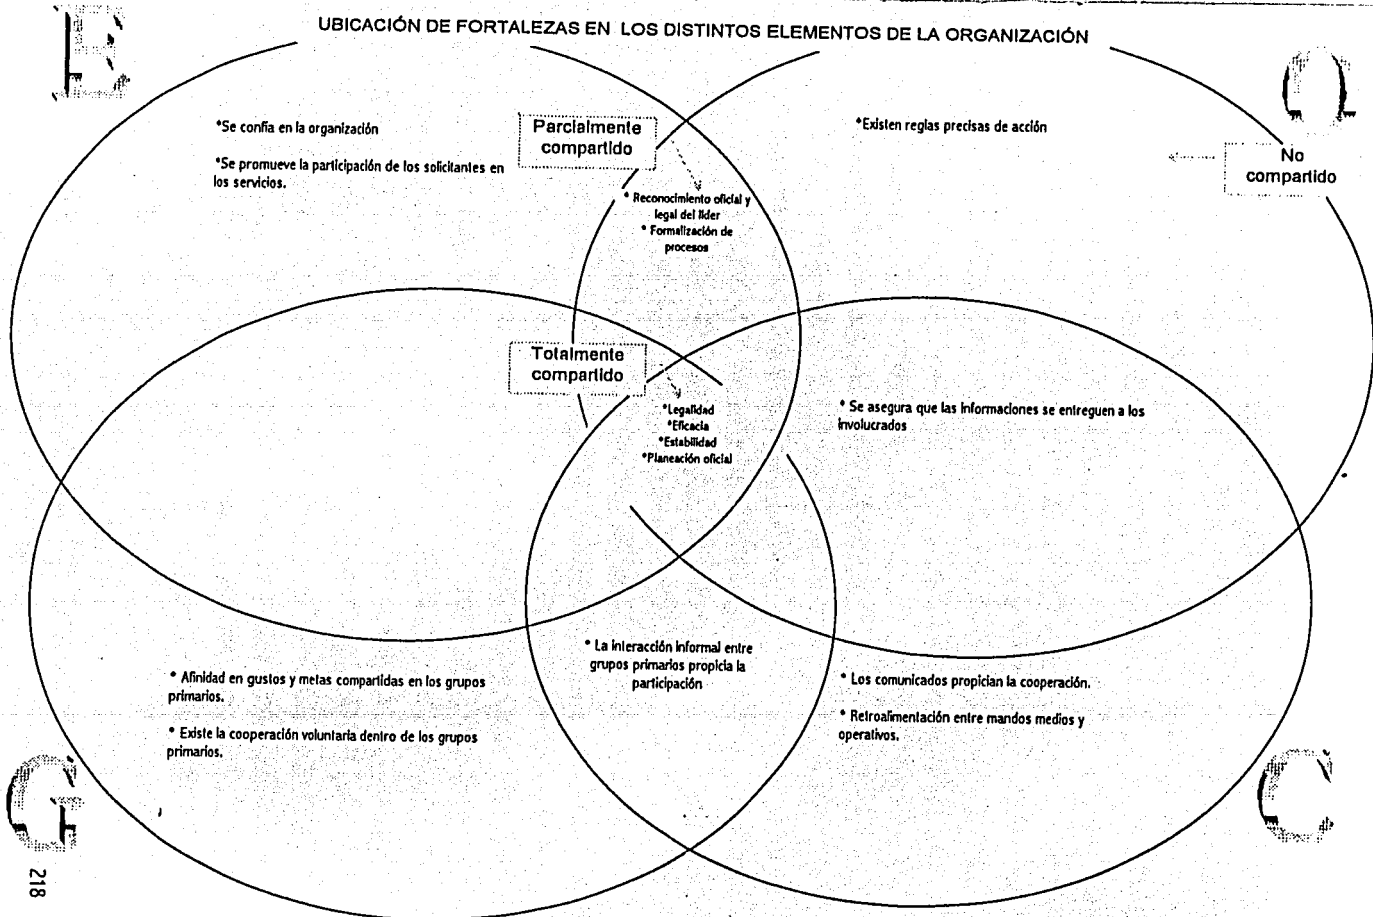 UBICACIÓN DE FORTALEZAS EN LOS DISTINTOS ELEMENTOS DE LA ORGANIZACIÓN
E
O
*Se confía en la organización
*Se promueve la participación de los solicitantes en
los servicios.
Parcialmente
compartido
* Reconocimiento oficial y
legal del líder
* Formalización de
procesos
*Existen reglas precisas de acción
No
compartido
Totalmente
compartido
*Legalidad
*Eficacia
*Estabilidad
*Planeación oficial
* Se asegura que las informaciones se entreguen a los
involucrados
* La interacción informal entre
grupos primarios propicia la
participación
* Afinidad en gustos y metas compartidas en los grupos
primarios.
* Existe la cooperación voluntaria dentro de los grupos
primarios.
* Los comunicados propician la cooperación.
* Retroalimentación entre mandos medios y
operativos.
G
C
218